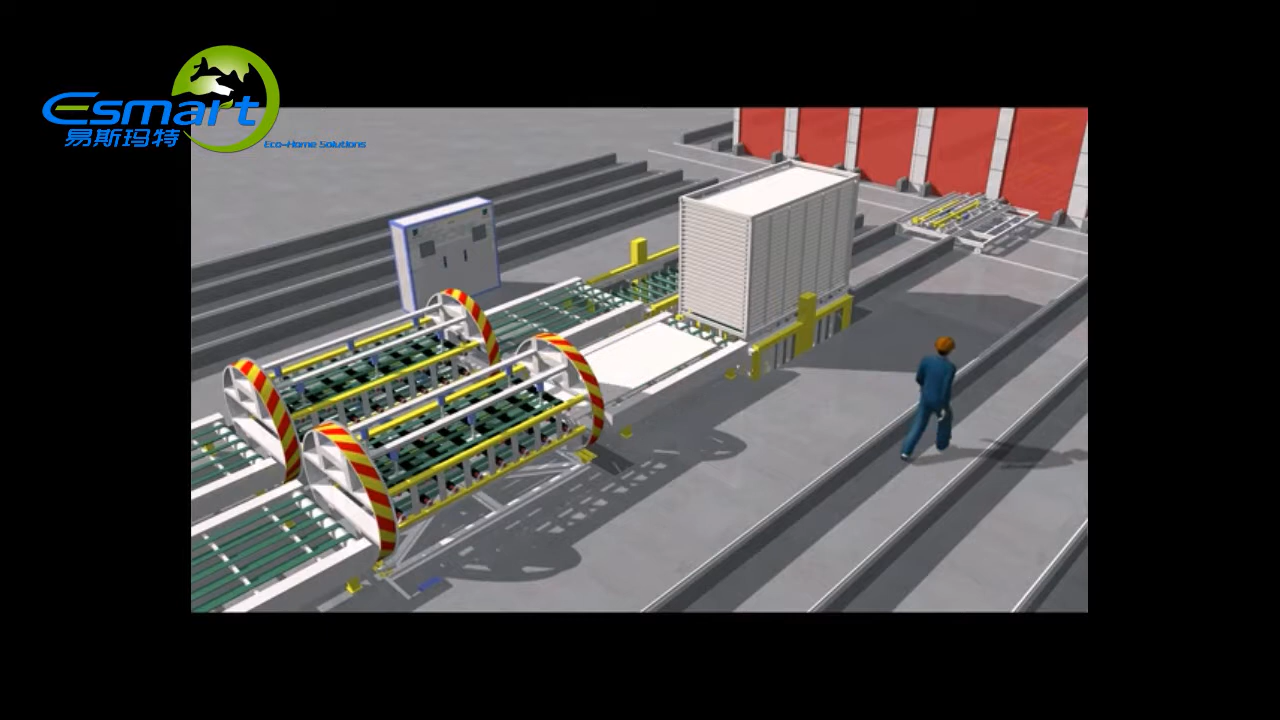 Esmart
易斯玛特
Eco-Home Solutions